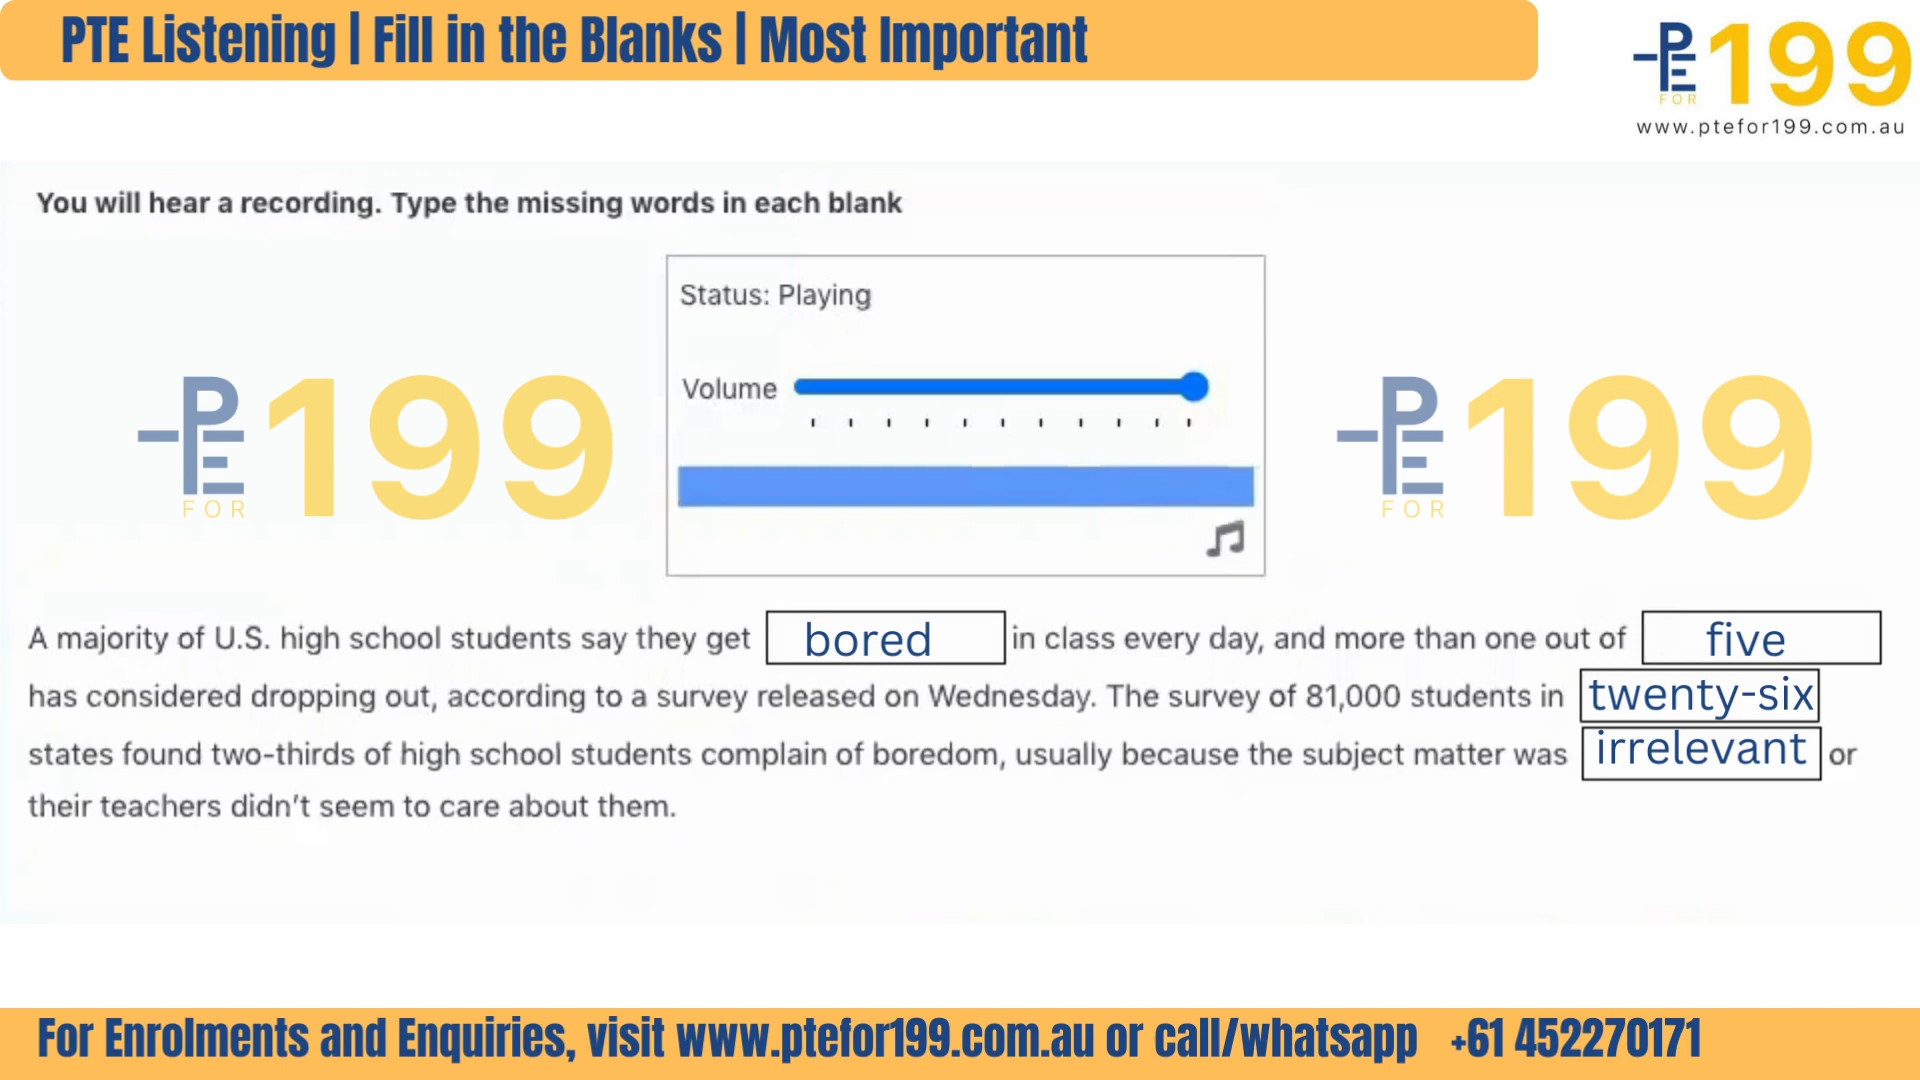 PTE Listening | Fill in the Blanks | Most Important
PE 199
FOR
www.ptefor199.com.au
You will hear a recording. Type the missing words in each blank
Status: Playing
Volume
PE 199
FOR
PE 199
FOR
A majority of U.S. high school students say they get bored in class every day, and more than one out of five
has considered dropping out, according to a survey released on Wednesday. The survey of 81,000 students in twenty-six
states found two-thirds of high school students complain of boredom, usually because the subject matter was irrelevant or
their teachers didn’t seem to care about them.
For Enrolments and Enquiries, visit www.ptefor199.com.au or call/whatsapp +61 452270171